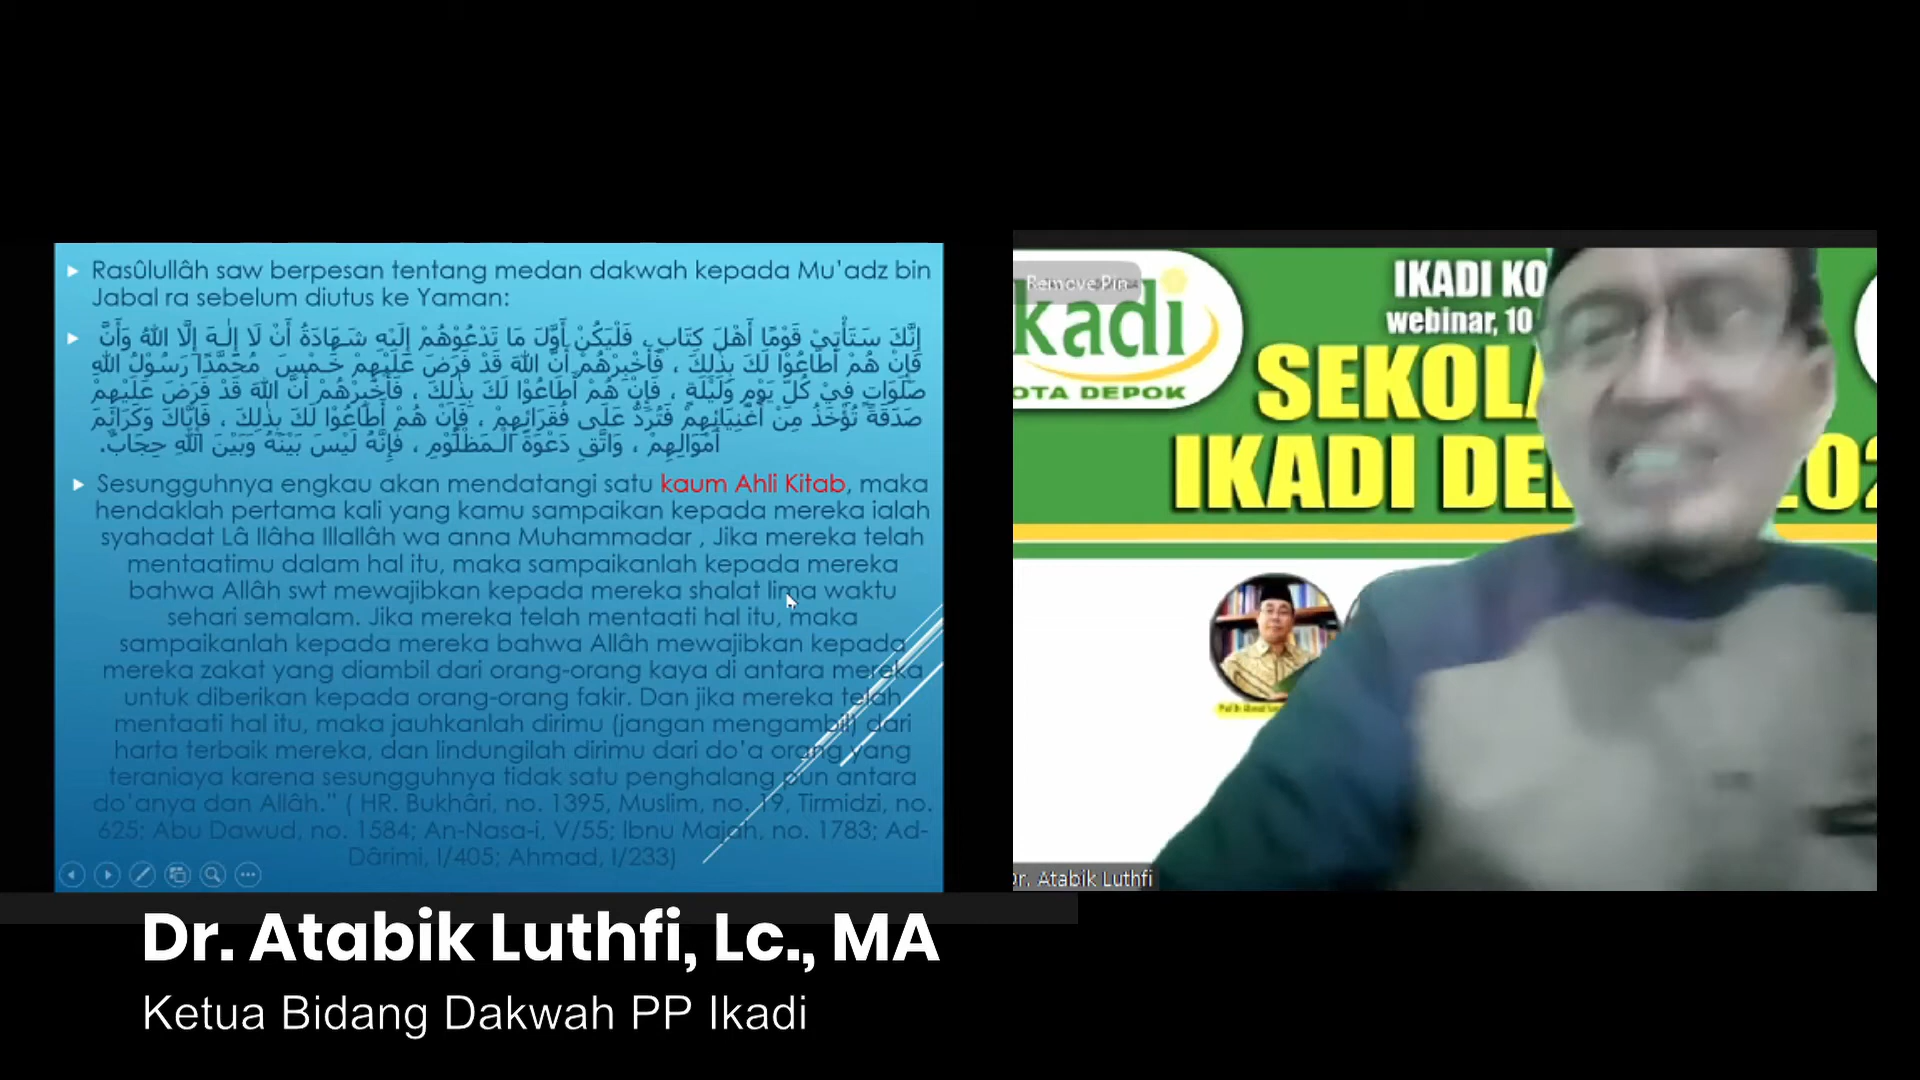 Rasûlullâh saw berpesan tentang medan dakwah kepada Mu'adz bin
Jabal ra sebelum diutus ke Yaman:
إِنَّكَ سَتَأْتِيْ قَوْمًا أَهْلَ كِتَابٍ ، فَلْيَكُنْ أَوَّلَ مَا تَدْعُوْهُمْ إِلَيْهِ شَـهَادَةُ أَنْ لَا إِلٰـهَ إِلَّا اللهُ وَأَنَّ
مُحَمَّدًا رَسُوْلُ اللهِ فَإِنْ هُمْ أَطَاعُوْا لَكَ بِذٰلِكَ ، فَأَخْبِرْهُمْ أَنَّ اللهَ قَدْ فَرَضَ عَلَيْهِمْ خَـمْسَ
صَلَوَاتٍ فِيْ كُلِّ يَوْمٍ وَلَيْلَةٍ ، فَإِنْ هُمْ أَطَاعُوْا لَكَ بِذٰلِكَ ، فَأَخْبِرْهُمْ أَنَّ اللهَ قَدْ فَرَضَ عَلَيْهِمْ
صَدَقَةً تُؤْخَذُ مِنْ أَغْنِيَائِهِمْ فَتُرَدُّ عَلَى فُقَرَائِهِمْ ، فَإِنْ هُمْ أَطَاعُوْا لَكَ بِذٰلِكَ ، فَإِيَّاكَ وَكَرَائِمَ
أَمْوَالِهِمْ ، وَاتَّقِ دَعْوَةَ الْـمَظْلُوْمِ ، فَإِنَّهُ لَيْسَ بَيْنَهُ وَبَيْنَ اللهِ حِجَابٌ.
Sesungguhnya engkau akan mendatangi satu kaum Ahli Kitab, maka
hendaklah pertama kali yang kamu sampaikan kepada mereka ialah
syahadat Lâ Ilâha Illallâh wa anna Muhammadar , Jika mereka telah
mentaatimu dalam hal itu, maka sampaikanlah kepada mereka
bahwa Allâh swt mewajibkan kepada mereka shalat lima waktu
sehari semalam. Jika mereka telah mentaati hal itu, maka
sampaikanlah kepada mereka bahwa Allâh mewajibkan kepada
mereka zakat yang diambil dari orang-orang kaya di antara mereka
untuk diberikan kepada orang-orang fakir. Dan jika mereka telah
mentaati hal itu, maka jauhkanlah dirimu (jangan mengambil) dari
harta terbaik mereka, dan lindungilah dirimu dari do'a orang yang
teraniaya karena sesungguhnya tidak satu penghalang pun antara
do'anya dan Allâh." ( HR. Bukhâri, no. 1395, Muslim, no. 19, Tirmidzi, no.
625; Abu Dawud, no. 1584; An-Nasa-i, V/55; Ibnu Majah, no. 1783; Ad-
Dârimi, I/405; Ahmad, I/233)
Remove Pin
kadi
OTA DEPOK
IKADI KO
webinar, 10
SEKOLA
IKADI DE 202
Dr. Atabik Luthfi
Dr. Atabik Luthfi, Lc., MA
Ketua Bidang Dakwah PP Ikadi